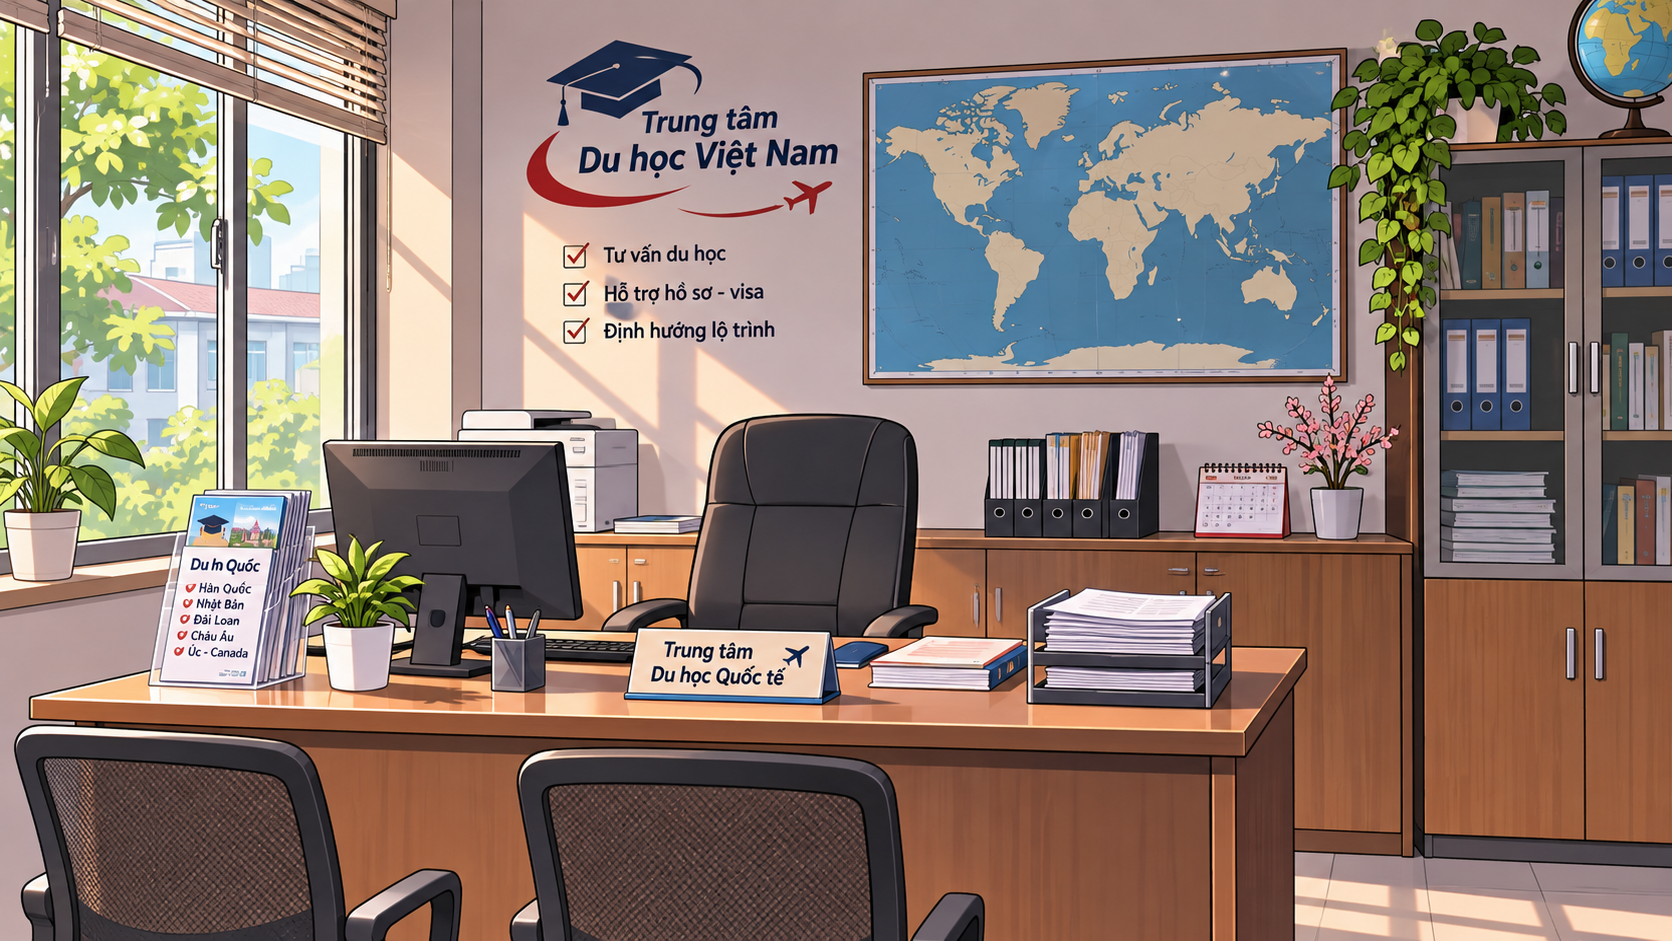 Trung tâm
Du học Việt Nam
Tư vấn du học
Hỗ trợ hồ sơ - visa
Định hướng lộ trình
Du hn Quốc
Hàn Quốc
Nhật Bản
Đài Loan
Châu Âu
Úc - Canada
Trung tâm
Du học Quốc tế